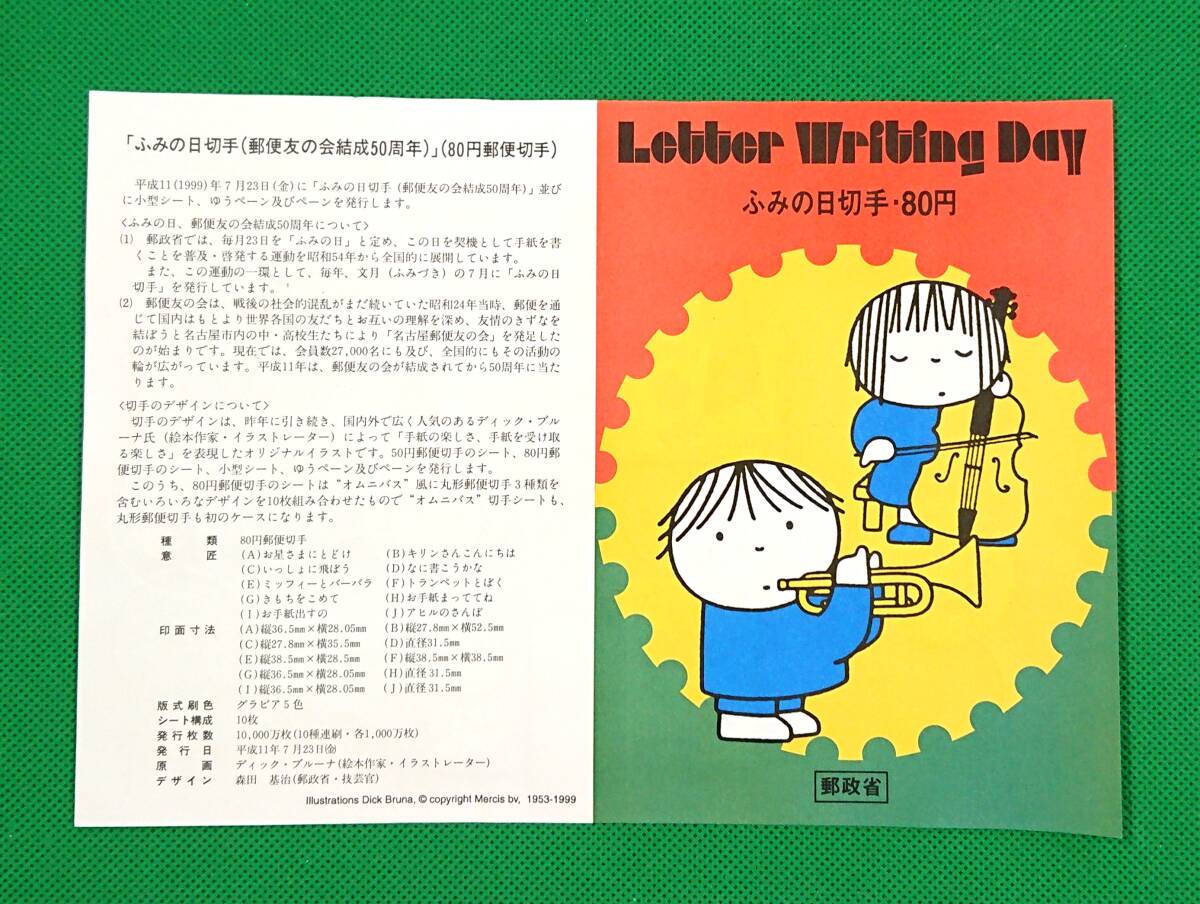 「ふみの日切手(郵便友の会結成50周年)」(80円郵便切手)
平成11(1999)年7月23日(金)に「ふみの日切手(郵便友の会結成50周年)」並び
に小型シート、ゆうペーン及びペーンを発行します。
〈ふみの日、郵便友の会結成50周年について〉
(1) 郵政省では、毎月23日を「ふみの日」と定め、この日を契機として手紙を書
くことを普及・啓発する運動を昭和54年から全国的に展開しています。
また、この運動の一環として、毎年、文月(ふみづき)の7月に「ふみの日
切手」を発行しています。
(2) 郵便友の会は、戦後の社会的混乱がまだ続いていた昭和24年当時、郵便を通
じて国内はもとより世界各国の友だちとお互いの理解を深め、友情のきずなを
結ぼうと名古屋市内の中・高校生たちにより「名古屋郵便友の会」を発足した
のが始まりです。現在では、会員数27,000名にも及び、全国的にもその活動の
輪が広がっています。平成11年は、郵便友の会が結成されてから50周年に当た
ります。
〈切手のデザインについて〉
切手のデザインは、昨年に引き続き、国内外で広く人気のあるディック・ブル
ーナ氏(絵本作家・イラストレーター)によって「手紙の楽しさ、手紙を受け取
る楽しさ」を表現したオリジナルイラストです。50円郵便切手のシート、80円郵
便切手のシート、小型シート、ゆうペーン及びペーンを発行します。
このうち、80円郵便切手のシートは“オムニバス”風に丸形郵便切手3種類を
含むいろいろなデザインを10枚組み合わせたもので“オムニバス”切手シートも、
丸形郵便切手も初のケースになります。
種類 80円郵便切手
意匠 (A)お星さまにとどけ (B)キリンさんこんにちは
(C)いっしょに飛ぼう (D)なに書こうかな
(E)ミッフィーとバーバラ (F)トランペットとぼく
(G)きもちをこめて (H)お手紙まっててね
(I)お手紙出すの (J)アヒルのさんぽ
印面寸法 (A)縦36.5mm×横28.05mm (B)縦27.8mm×横52.5mm
(C)縦27.8mm×横35.5mm (D)直径31.5mm
(E)縦38.5mm×横28.5mm (F)縦38.5mm×横38.5mm
(G)縦36.5mm×横28.05mm (H)直径31.5mm
(I)縦36.5mm×横28.05mm (J)直径31.5mm
版式刷色 グラビア5色
シート構成 10枚
発行枚数 10,000万枚(10種連刷・各1,000万枚)
発行日 平成11年7月23日㈮
原画 ディック・ブルーナ(絵本作家・イラストレーター)
デザイン 森田 基治(郵政省・技芸官)
Illustrations Dick Bruna, © copyright Mercis bv, 1953-1999
Letter Writing Day
ふみの日切手・80円
郵政省